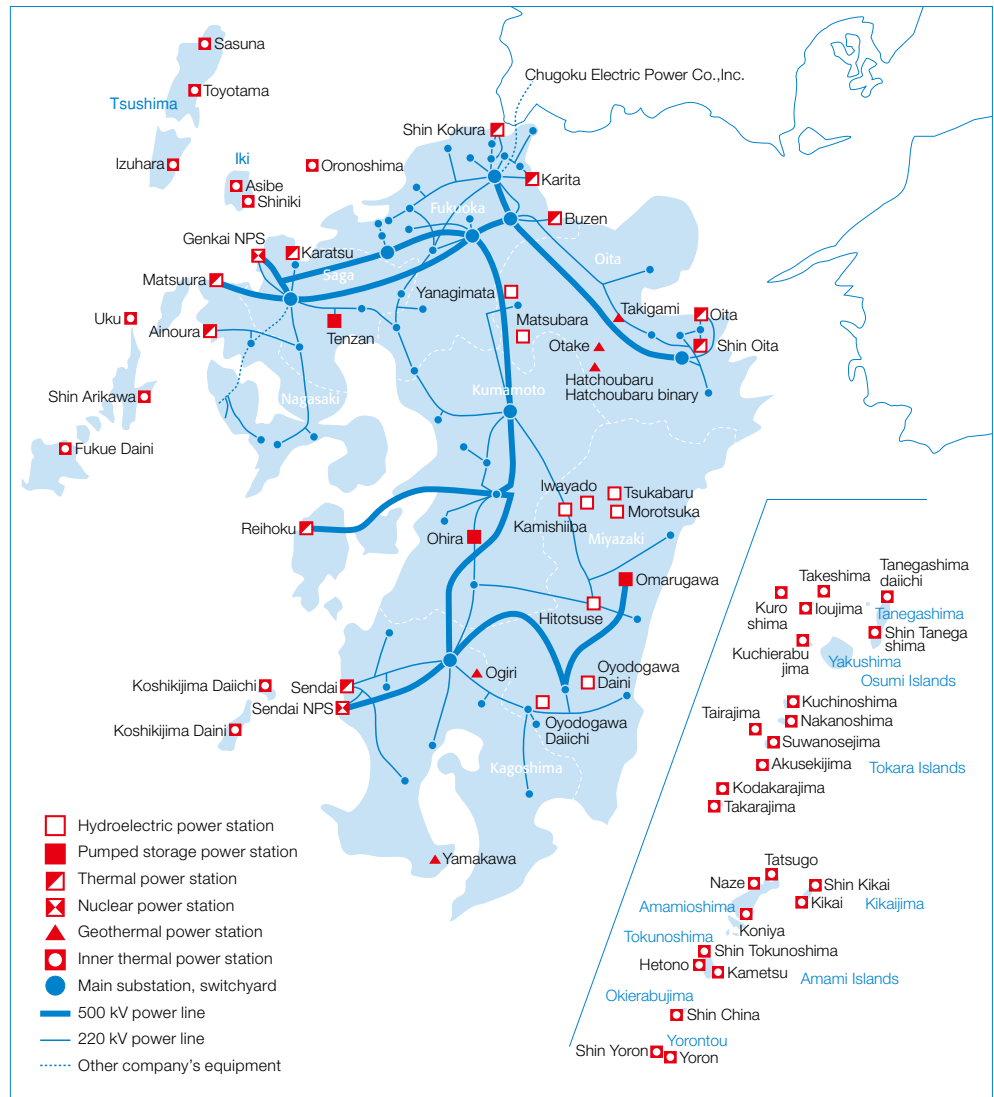 Sasuna
Toyotama
Tsushima
Izuhara
Iki
Asibe
Shiniki
Oronoshima
Chugoku Electric Power Co.,Inc.
Shin Kokura
Karita
Fukuoka
Buzen
Genkai NPS
Karatsu
Saga
Matsuura
Oita
Yanagimata
Matsubara
Takigami
Oita
Uku
Ainoura
Tenzan
Otake
Shin Oita
Hatchoubaru
Hatchoubaru binary
Shin Arikawa
Nagasaki
Kumamoto
Fukue Daini
Iwayado
Tsukabaru
Morotsuka
Kamishiiba
Reihoku
Ohira
Miyazaki
Omarugawa
Hitotsuse
Koshikijima Daiichi
Sendai
Sendai NPS
Ogiri
Oyodogawa
Daini
Koshikijima Daini
Oyodogawa
Daiichi
Kagoshima
Yamakawa
Takeshima
Tanegashima
daiichi
Kuro
shima
Ioujima
Tanegashima
Shin Tanega
shima
Kuchierabu
jima
Yakushima
Osumi Islands
Kuchinoshima
Tairajima
Nakanoshima
Suwanosejima
Akusekijima
Tokara Islands
Kodakarajima
Takarajima
Tatsugo
Naze
Shin Kikai
Kikai
Kikaijima
Amamioshima
Koniya
Tokunoshima
Shin Tokunoshima
Hetono
Kametsu
Amami Islands
Okierabujima
Shin China
Yorontou
Shin Yoron
Yoron
Hydroelectric power station
Pumped storage power station
Thermal power station
Nuclear power station
Geothermal power station
Inner thermal power station
Main substation, switchyard
500 kV power line
220 kV power line
Other company's equipment